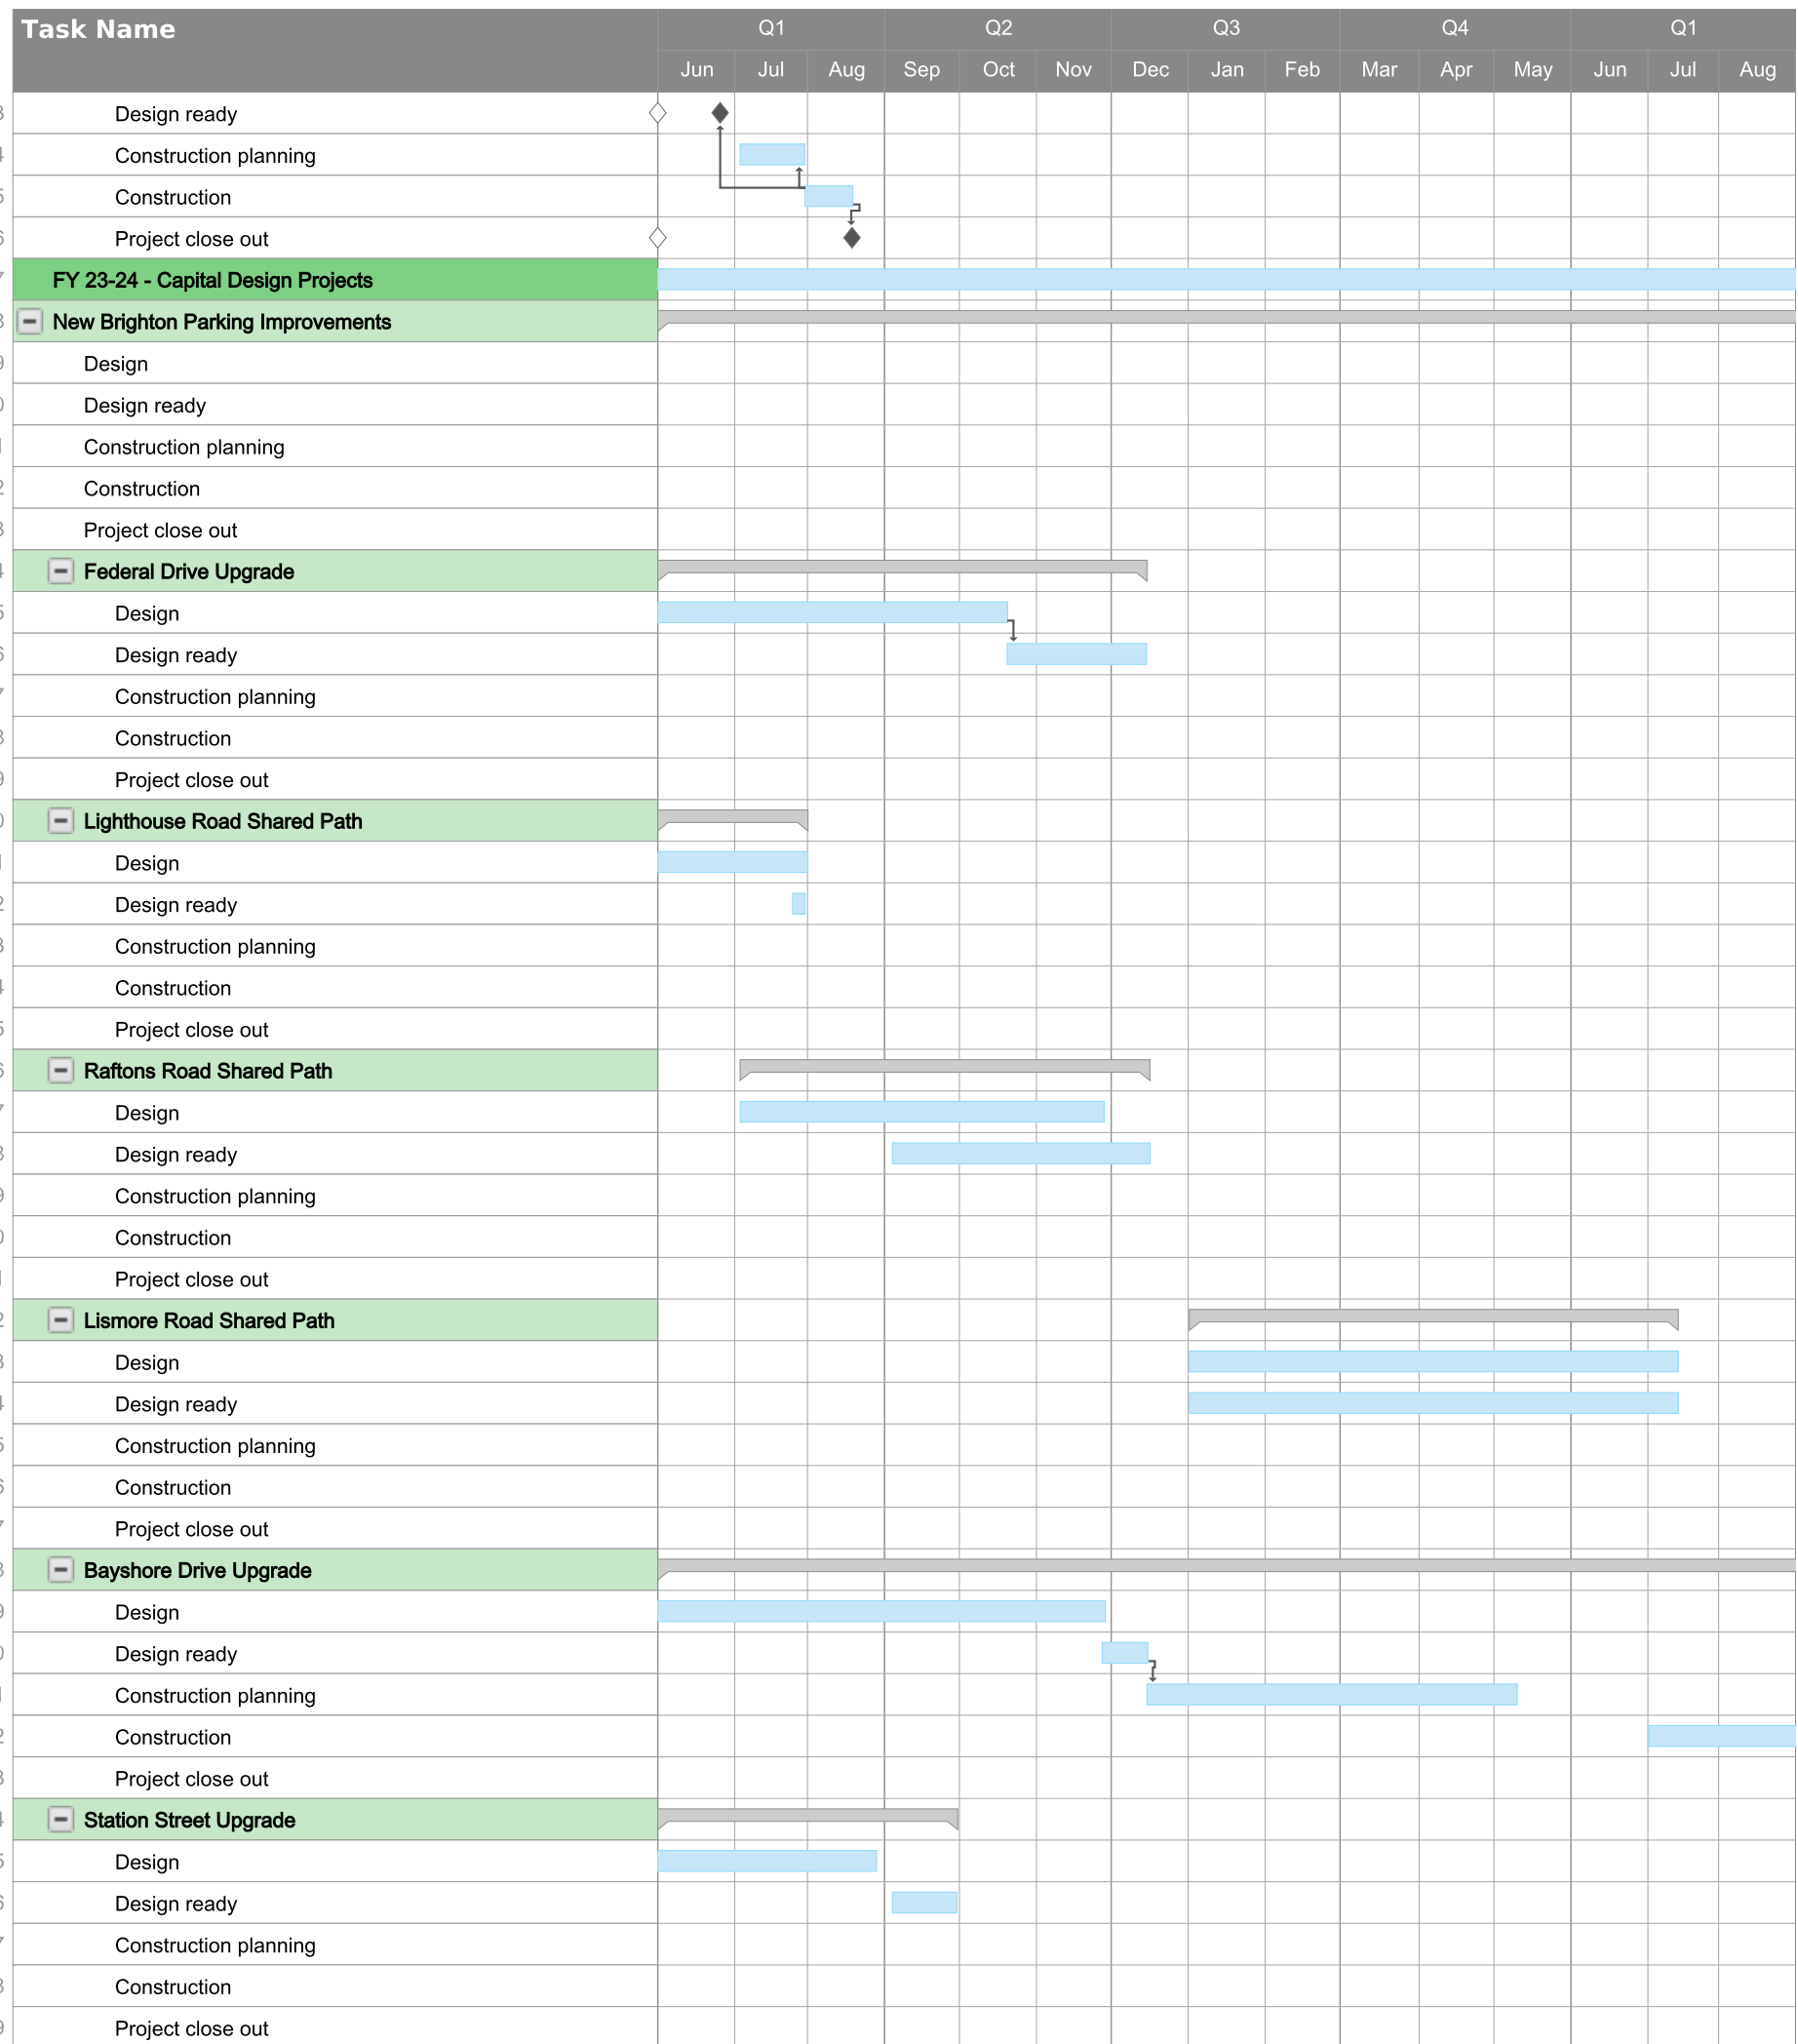 Task Name
Q1 Q2 Q3 Q4 Q1
Jun Jul Aug Sep Oct Nov Dec Jan Feb Mar Apr May Jun Jul Aug
Design ready
Construction planning
Construction
Project close out
FY 23-24 - Capital Design Projects
New Brighton Parking Improvements
Design
Design ready
Construction planning
Construction
Project close out
Federal Drive Upgrade
Design
Design ready
Construction planning
Construction
Project close out
Lighthouse Road Shared Path
Design
Design ready
Construction planning
Construction
Project close out
Raftons Road Shared Path
Design
Design ready
Construction planning
Construction
Project close out
Lismore Road Shared Path
Design
Design ready
Construction planning
Construction
Project close out
Bayshore Drive Upgrade
Design
Design ready
Construction planning
Construction
Project close out
Station Street Upgrade
Design
Design ready
Construction planning
Construction
Project close out